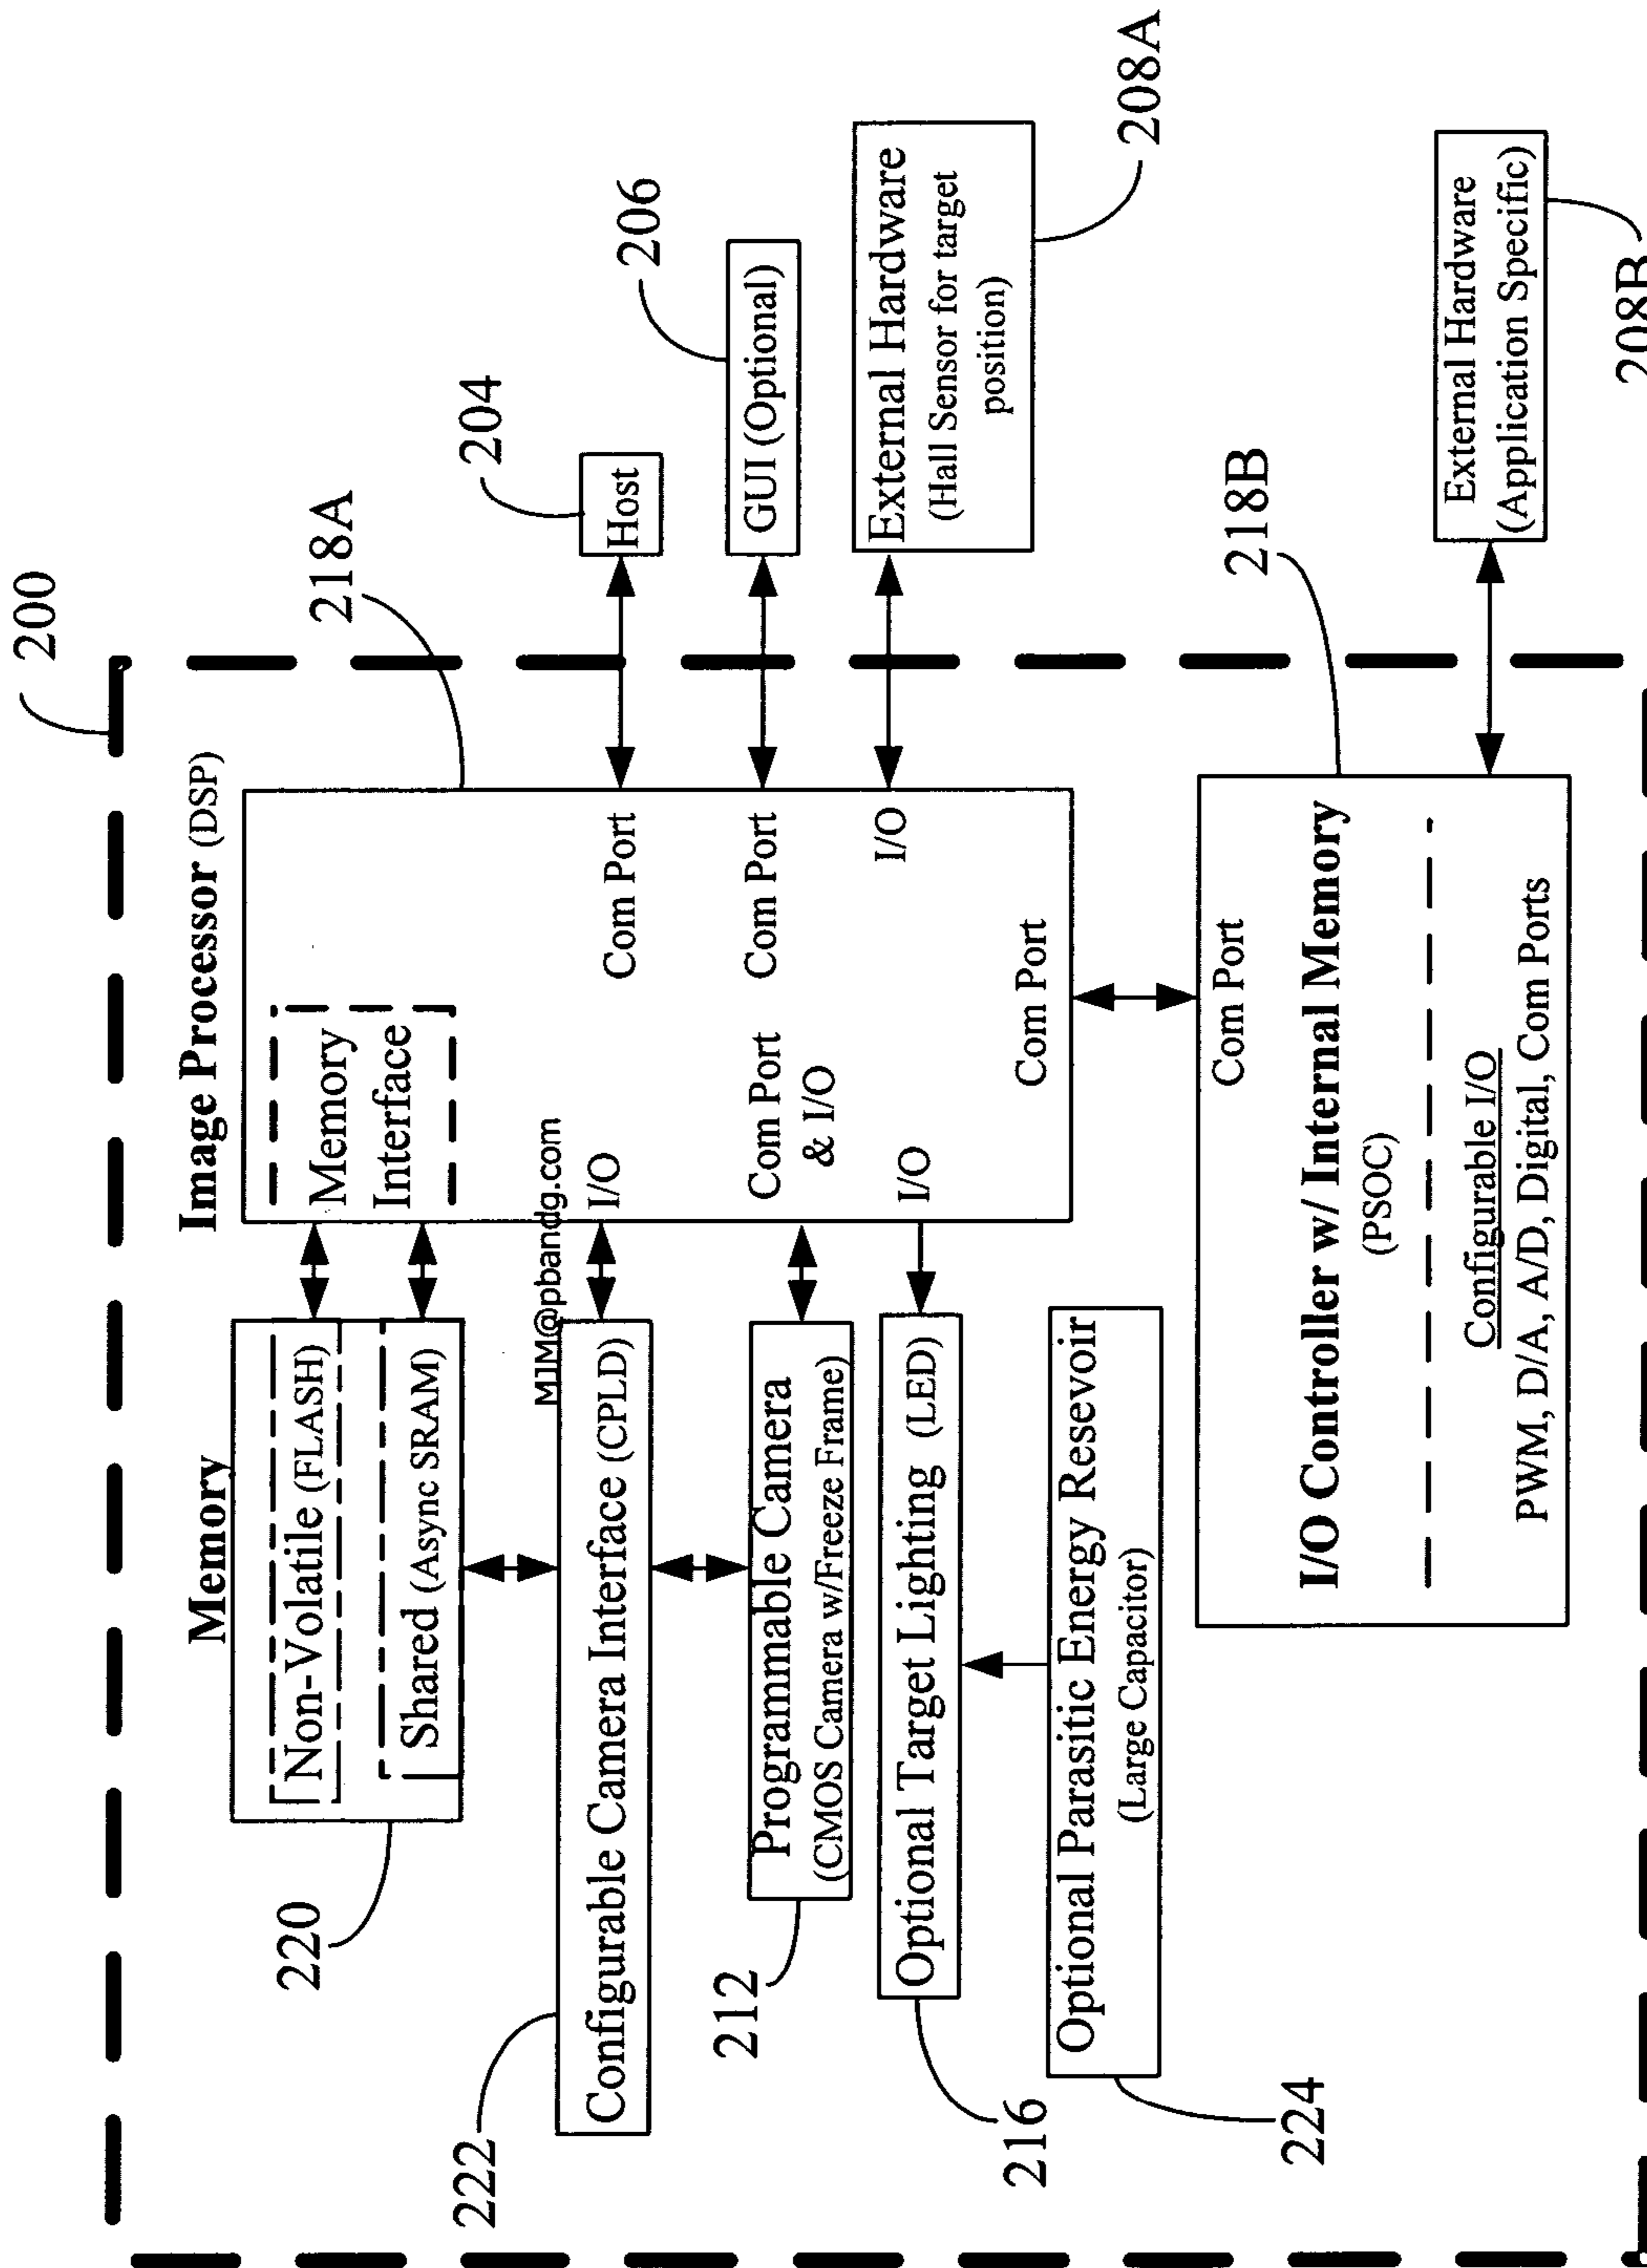 200
Image Processor (DSP)
218A
Memory
Non-Volatile (FLASH)
Shared (Async SRAM)
220
Memory
Interface
MJM@pbandg.com
222
Configurable Camera Interface (CPLD)
I/O
Com Port
Host
204
212
Programmable Camera
(CMOS Camera w/Freeze Frame)
Com Port
& I/O
Com Port
GUI (Optional)
206
216
Optional Target Lighting (LED)
I/O
I/O
External Hardware
(Hall Sensor for target
position)
208A
224
Optional Parasitic Energy Resevoir
(Large Capacitor)
Com Port
Com Port
I/O Controller w/ Internal Memory
(PSOC)
218B
Configurable I/O
PWM, D/A, A/D, Digital, Com Ports
External Hardware
(Application Specific)
208B